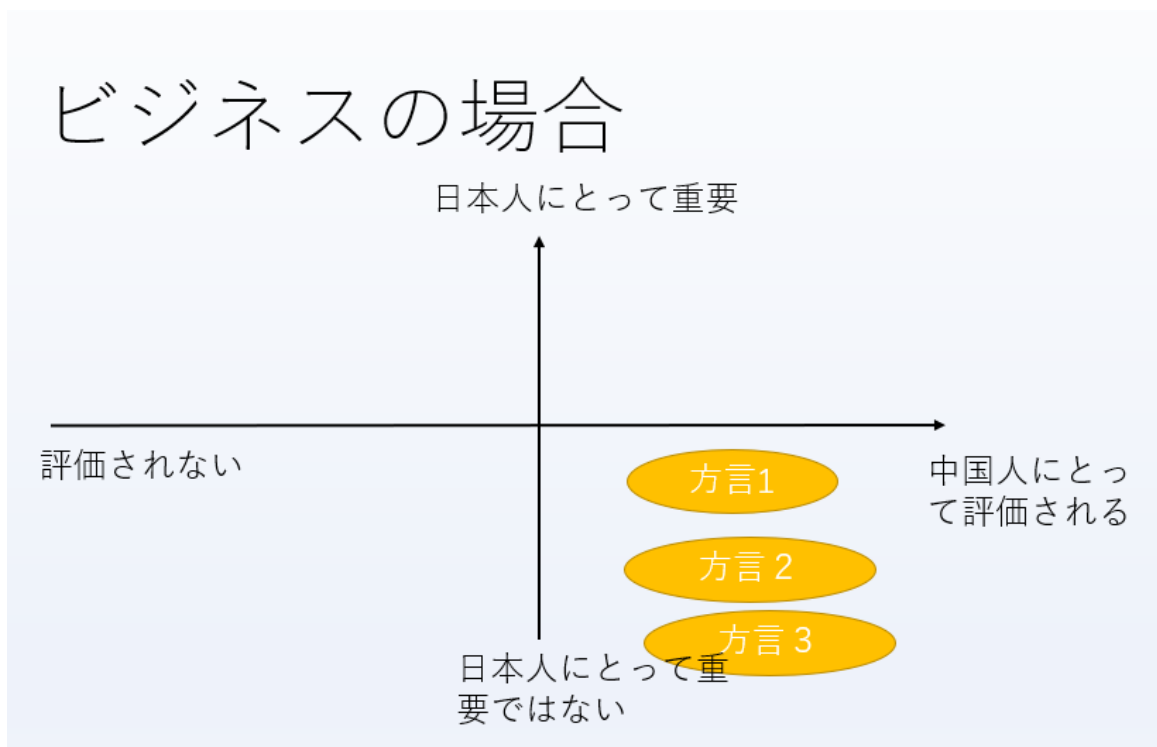 ビジネスの場合
日本人にとって重要
評価されない
中国人にとっ
て評価される
方言1
方言２
方言３
日本人にとって重
要ではない